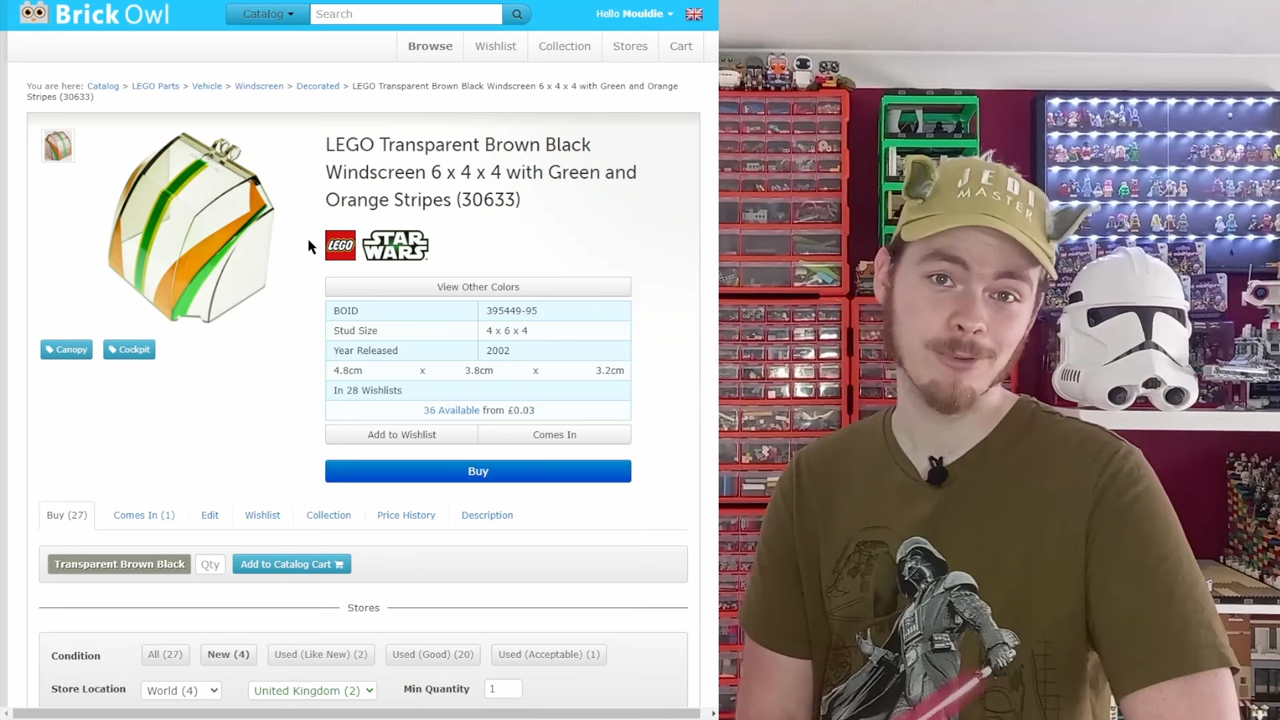 Brick Owl
Catalog
Search
Hello Mouldie
Browse
Wishlist
Collection
Stores
Cart
You are here: Catalog > LEGO Parts > Vehicle > Windscreen > Decorated > LEGO Transparent Brown Black Windscreen 6 x 4 x 4 with Green and Orange
Stripes (30633)
LEGO Transparent Brown Black
Windscreen 6 x 4 x 4 with Green and
Orange Stripes (30633)
LEGO STAR WARS
View Other Colors
BOID 395449-95
Stud Size 4 x 6 x 4
Year Released 2002
4.8cm x 3.8cm x 3.2cm
In 28 Wishlists
36 Available from £0.03
Add to Wishlist Comes In
Buy
Canopy Cockpit
Buy (27) Comes In (1) Edit Wishlist Collection Price History Description
Transparent Brown Black Qty Add to Catalog Cart
Stores
Condition All (27) New (4) Used (Like New) (2) Used (Good) (20) Used (Acceptable) (1)
Store Location World (4) United Kingdom (2) Min Quantity 1
JEDI
MASTER